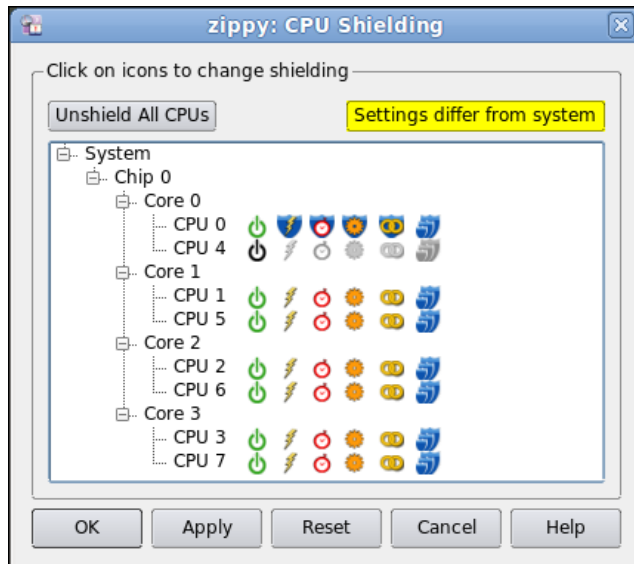 zippy: CPU Shielding
Click on icons to change shielding
Unshield All CPUs
Settings differ from system
System
Chip 0
Core 0
CPU 0
CPU 4
Core 1
CPU 1
CPU 5
Core 2
CPU 2
CPU 6
Core 3
CPU 3
CPU 7
OK
Apply
Reset
Cancel
Help